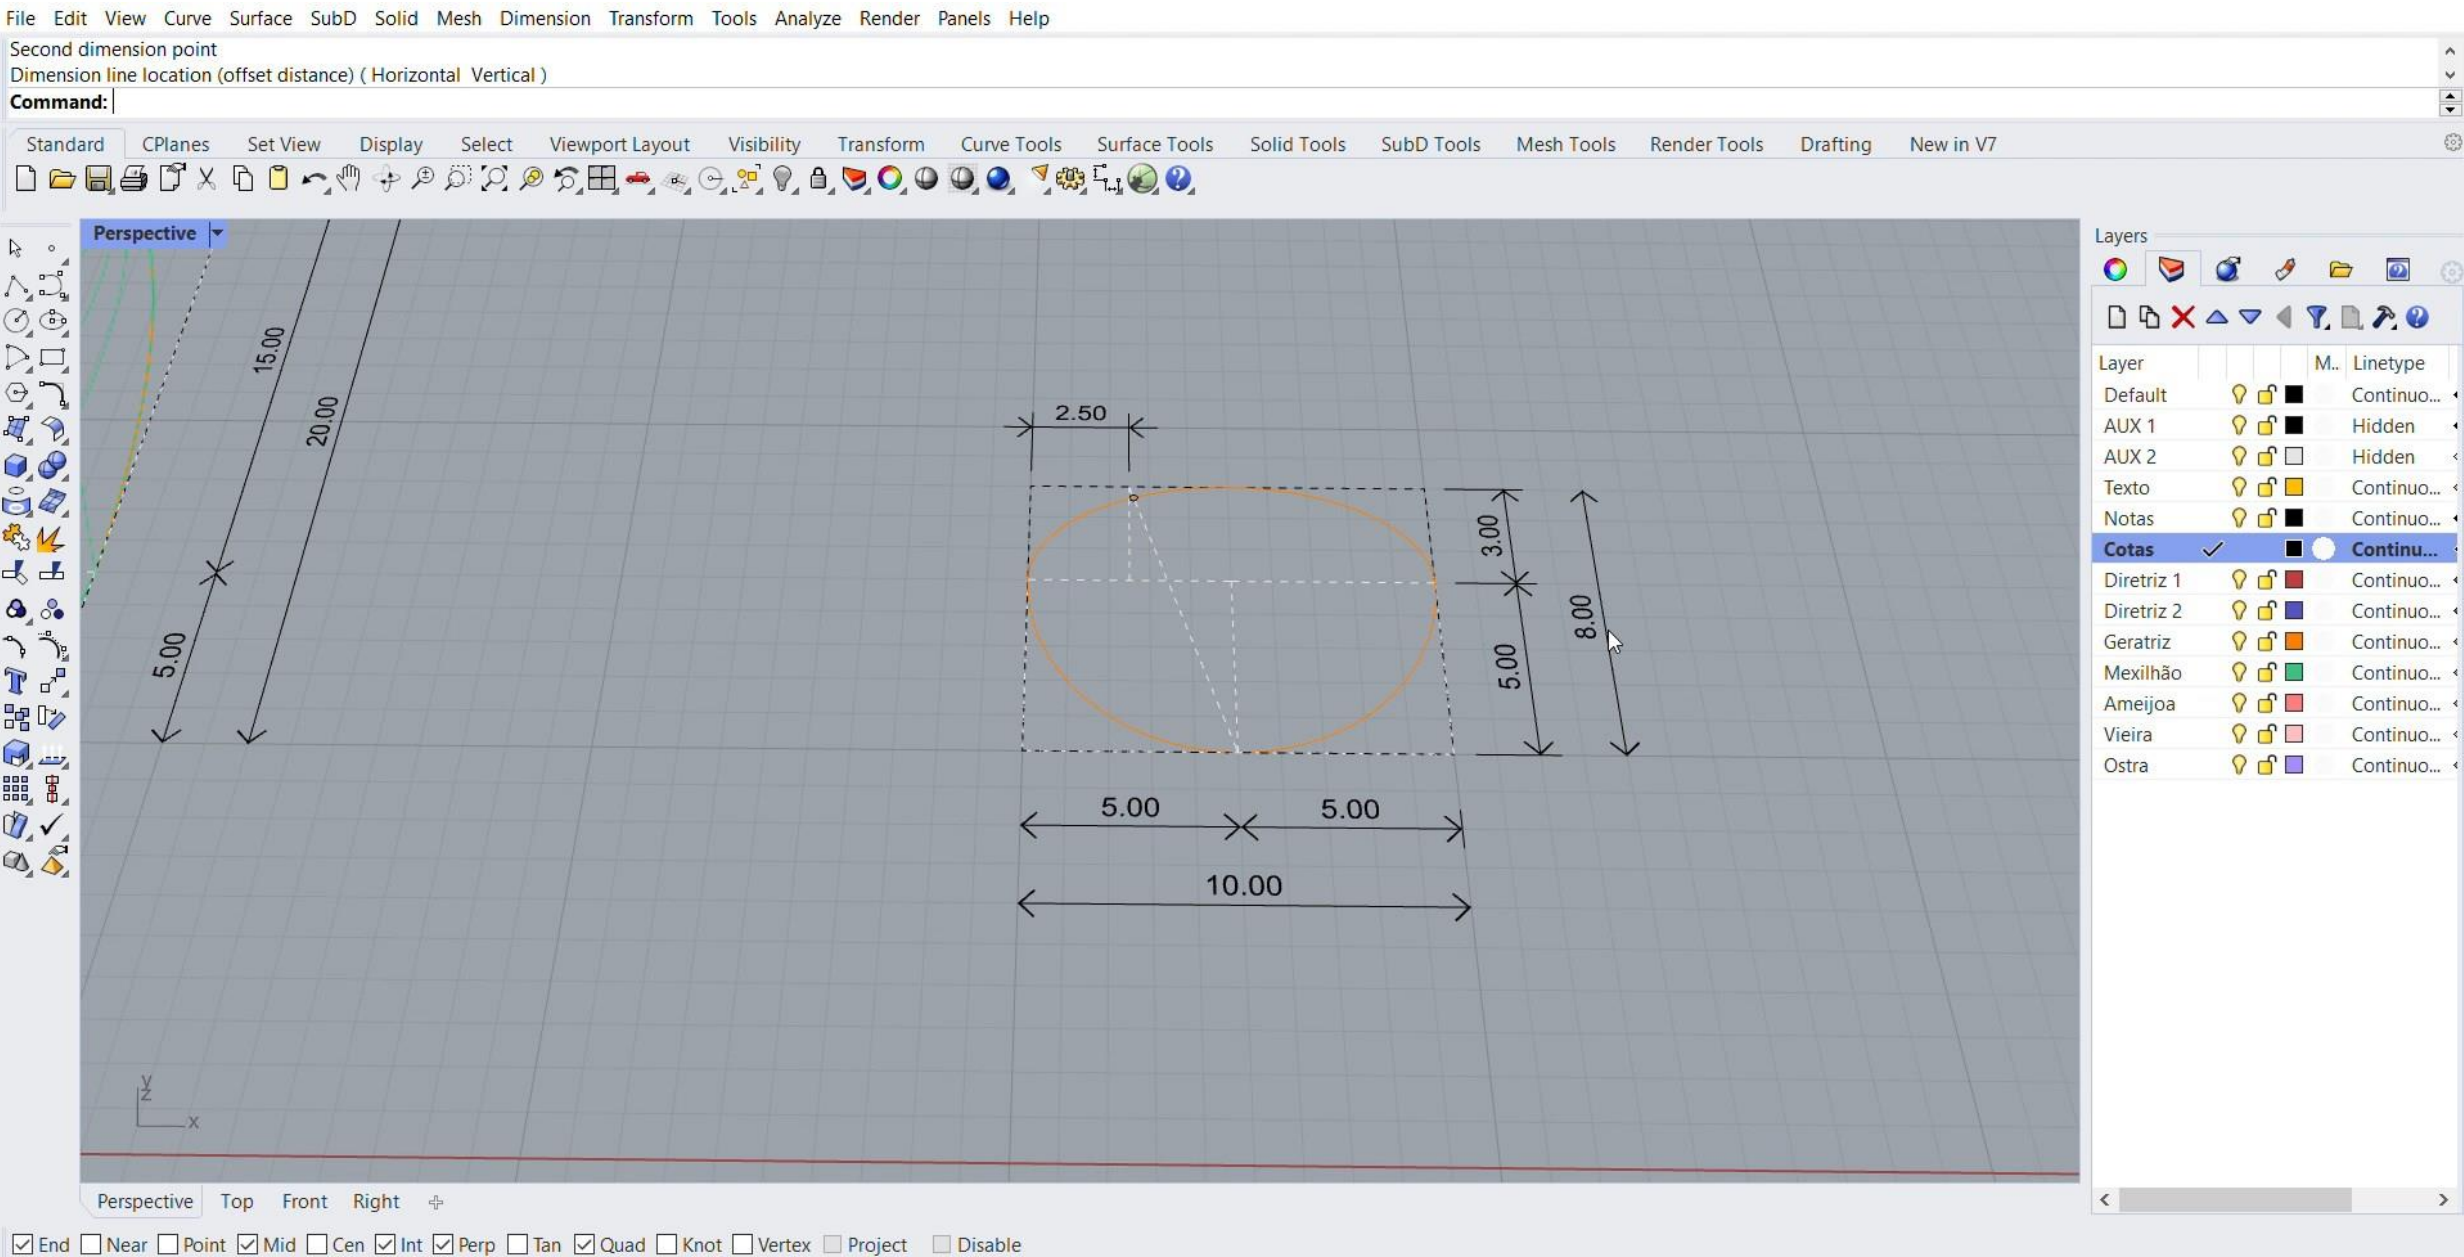 File Edit View Curve Surface SubD Solid Mesh Dimension Transform Tools Analyze Render Panels Help
Second dimension point
Dimension line location (offset distance) ( Horizontal Vertical )
Command:
Standard CPlanes Set View Display Select Viewport Layout Visibility Transform Curve Tools Surface Tools Solid Tools SubD Tools Mesh Tools Render Tools Drafting New in V7
Perspective
15.00
20.00
5.00
2.50
3.00
8.00
5.00
5.00 5.00
10.00
y
z
x
Layers
Layer M.. Linetype
Default Continuo...
AUX 1 Hidden
AUX 2 Hidden
Texto Continuo...
Notas Continuo...
Cotas Continu...
Diretriz 1 Continuo...
Diretriz 2 Continuo...
Geratriz Continuo...
Mexilhão Continuo...
Ameijoa Continuo...
Vieira Continuo...
Ostra Continuo...
Perspective Top Front Right
End Near Point Mid Cen Int Perp Tan Quad Knot Vertex Project Disable